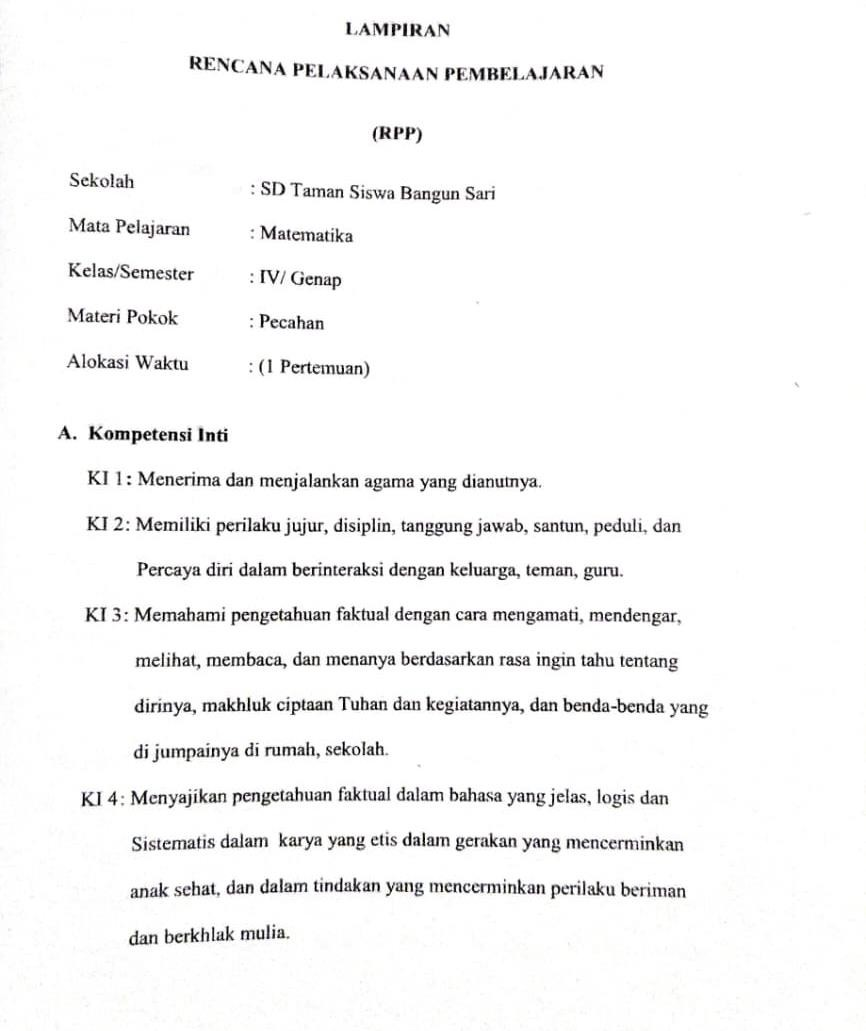 LAMPIRAN
RENCANA PELAKSANAAN PEMBELAJARAN
(RPP)
Sekolah : SD Taman Siswa Bangun Sari
Mata Pelajaran : Matematika
Kelas/Semester : IV/ Genap
Materi Pokok : Pecahan
Alokasi Waktu : (1 Pertemuan)
A. Kompetensi Inti
KI 1: Menerima dan menjalankan agama yang dianutnya.
KI 2: Memiliki perilaku jujur, disiplin, tanggung jawab, santun, peduli, dan
Percaya diri dalam berinteraksi dengan keluarga, teman, guru.
KI 3: Memahami pengetahuan faktual dengan cara mengamati, mendengar,
melihat, membaca, dan menanya berdasarkan rasa ingin tahu tentang
dirinya, makhluk ciptaan Tuhan dan kegiatannya, dan benda-benda yang
di jumpainya di rumah, sekolah.
KI 4: Menyajikan pengetahuan faktual dalam bahasa yang jelas, logis dan
Sistematis dalam karya yang etis dalam gerakan yang mencerminkan
anak sehat, dan dalam tindakan yang mencerminkan perilaku beriman
dan berkhlak mulia.